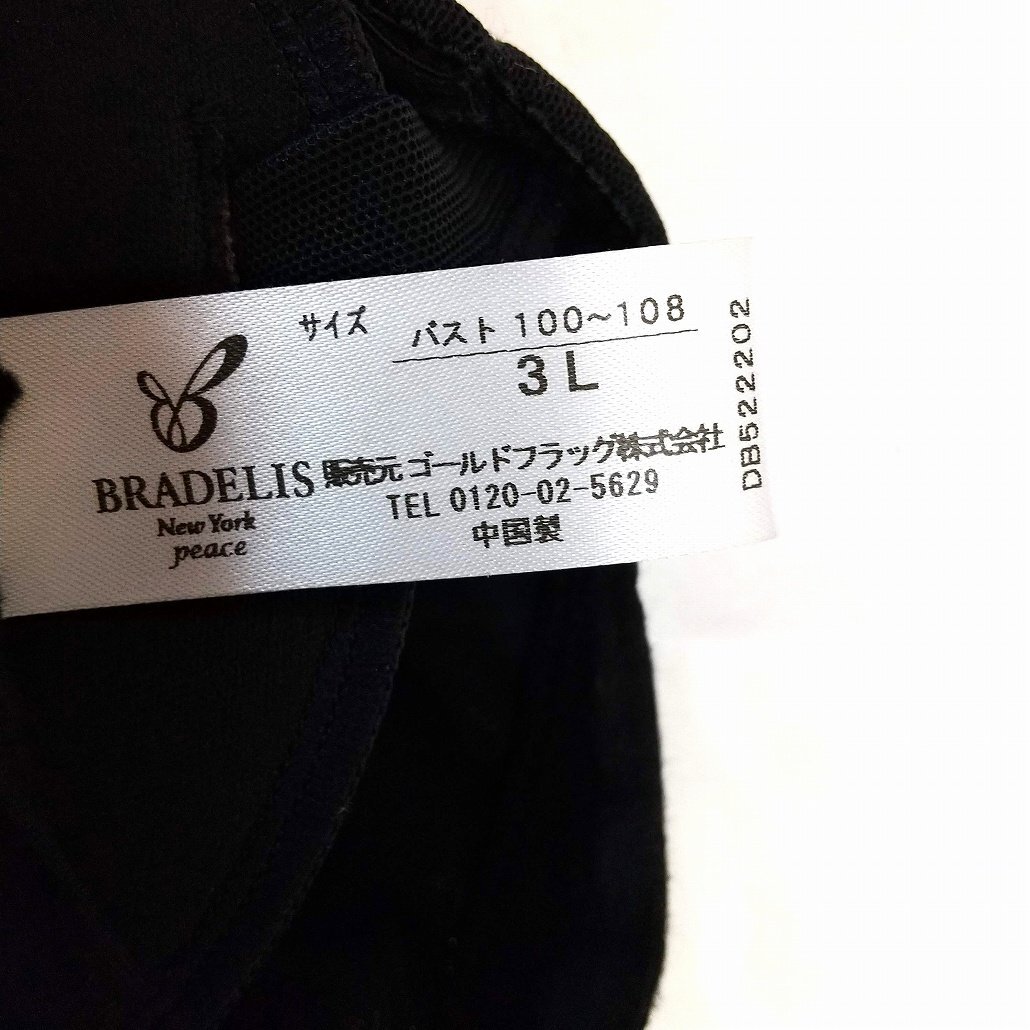 サイズ
バスト 100～108
3L
BRADELIS
New York
peace
販売元 ゴールドフラッグ株式会社
TEL 0120-02-5629
中国製
DB522202